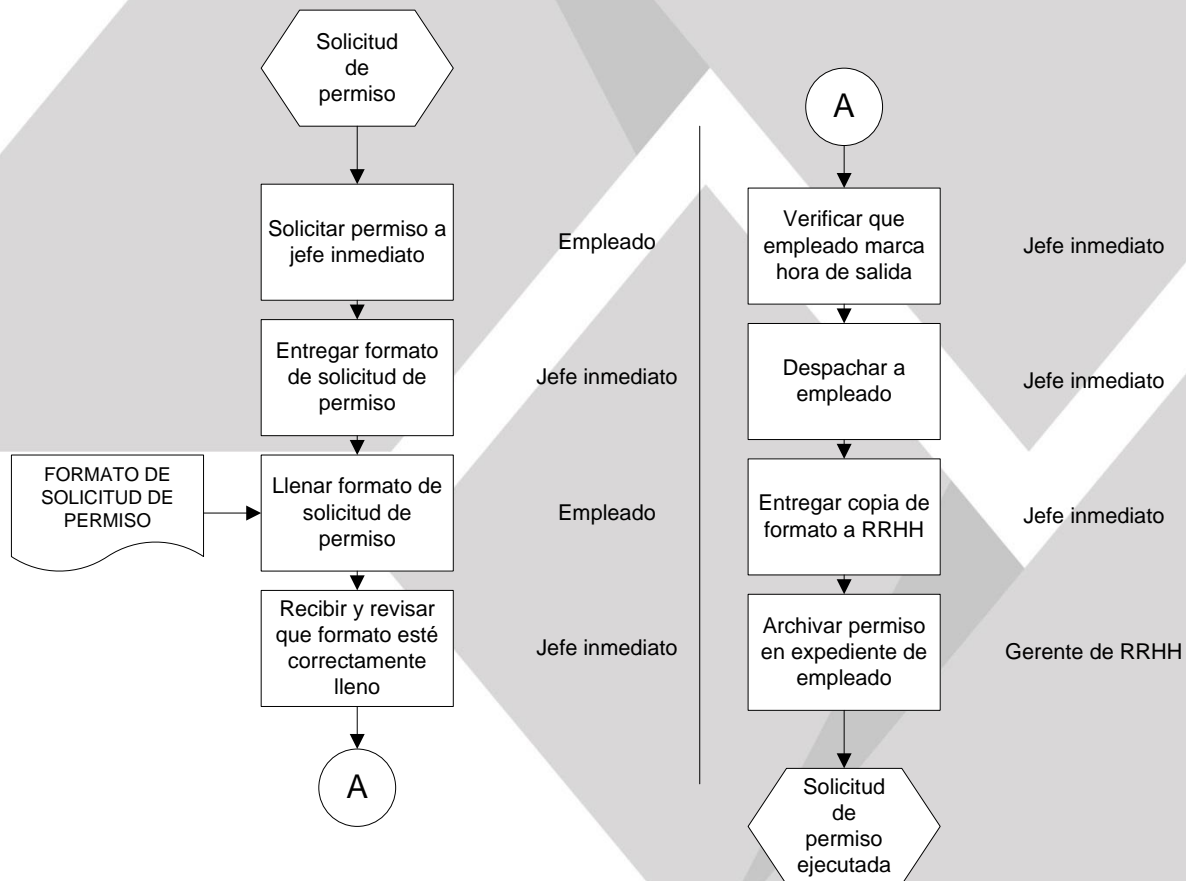 Solicitud
de
permiso
Solicitar permiso a
jefe inmediato
Empleado
Entregar formato
de solicitud de
permiso
Jefe inmediato
FORMATO DE
SOLICITUD DE
PERMISO
Llenar formato de
solicitud de
permiso
Empleado
Recibir y revisar
que formato esté
correctamente
lleno
Jefe inmediato
A
A
Verificar que
empleado marca
hora de salida
Jefe inmediato
Despachar a
empleado
Jefe inmediato
Entregar copia de
formato a RRHH
Jefe inmediato
Archivar permiso
en expediente de
empleado
Gerente de RRHH
Solicitud
de
permiso
ejecutada